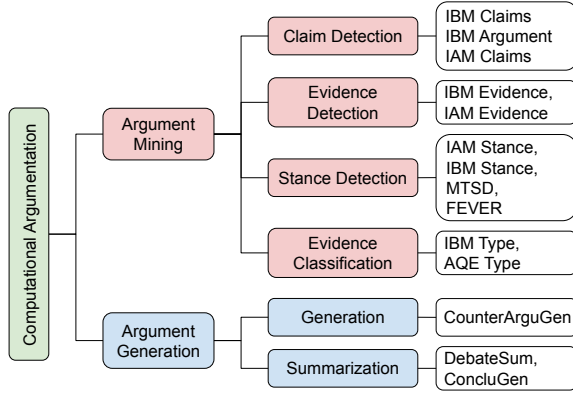 Computational Argumentation
Argument
Mining
Claim Detection
IBM Claims
IBM Argument
IAM Claims
Evidence
Detection
IBM Evidence,
IAM Evidence
Stance Detection
IAM Stance,
IBM Stance,
MTSD,
FEVER
Evidence
Classification
IBM Type,
AQE Type
Argument
Generation
Generation
CounterArguGen
Summarization
DebateSum,
ConcluGen